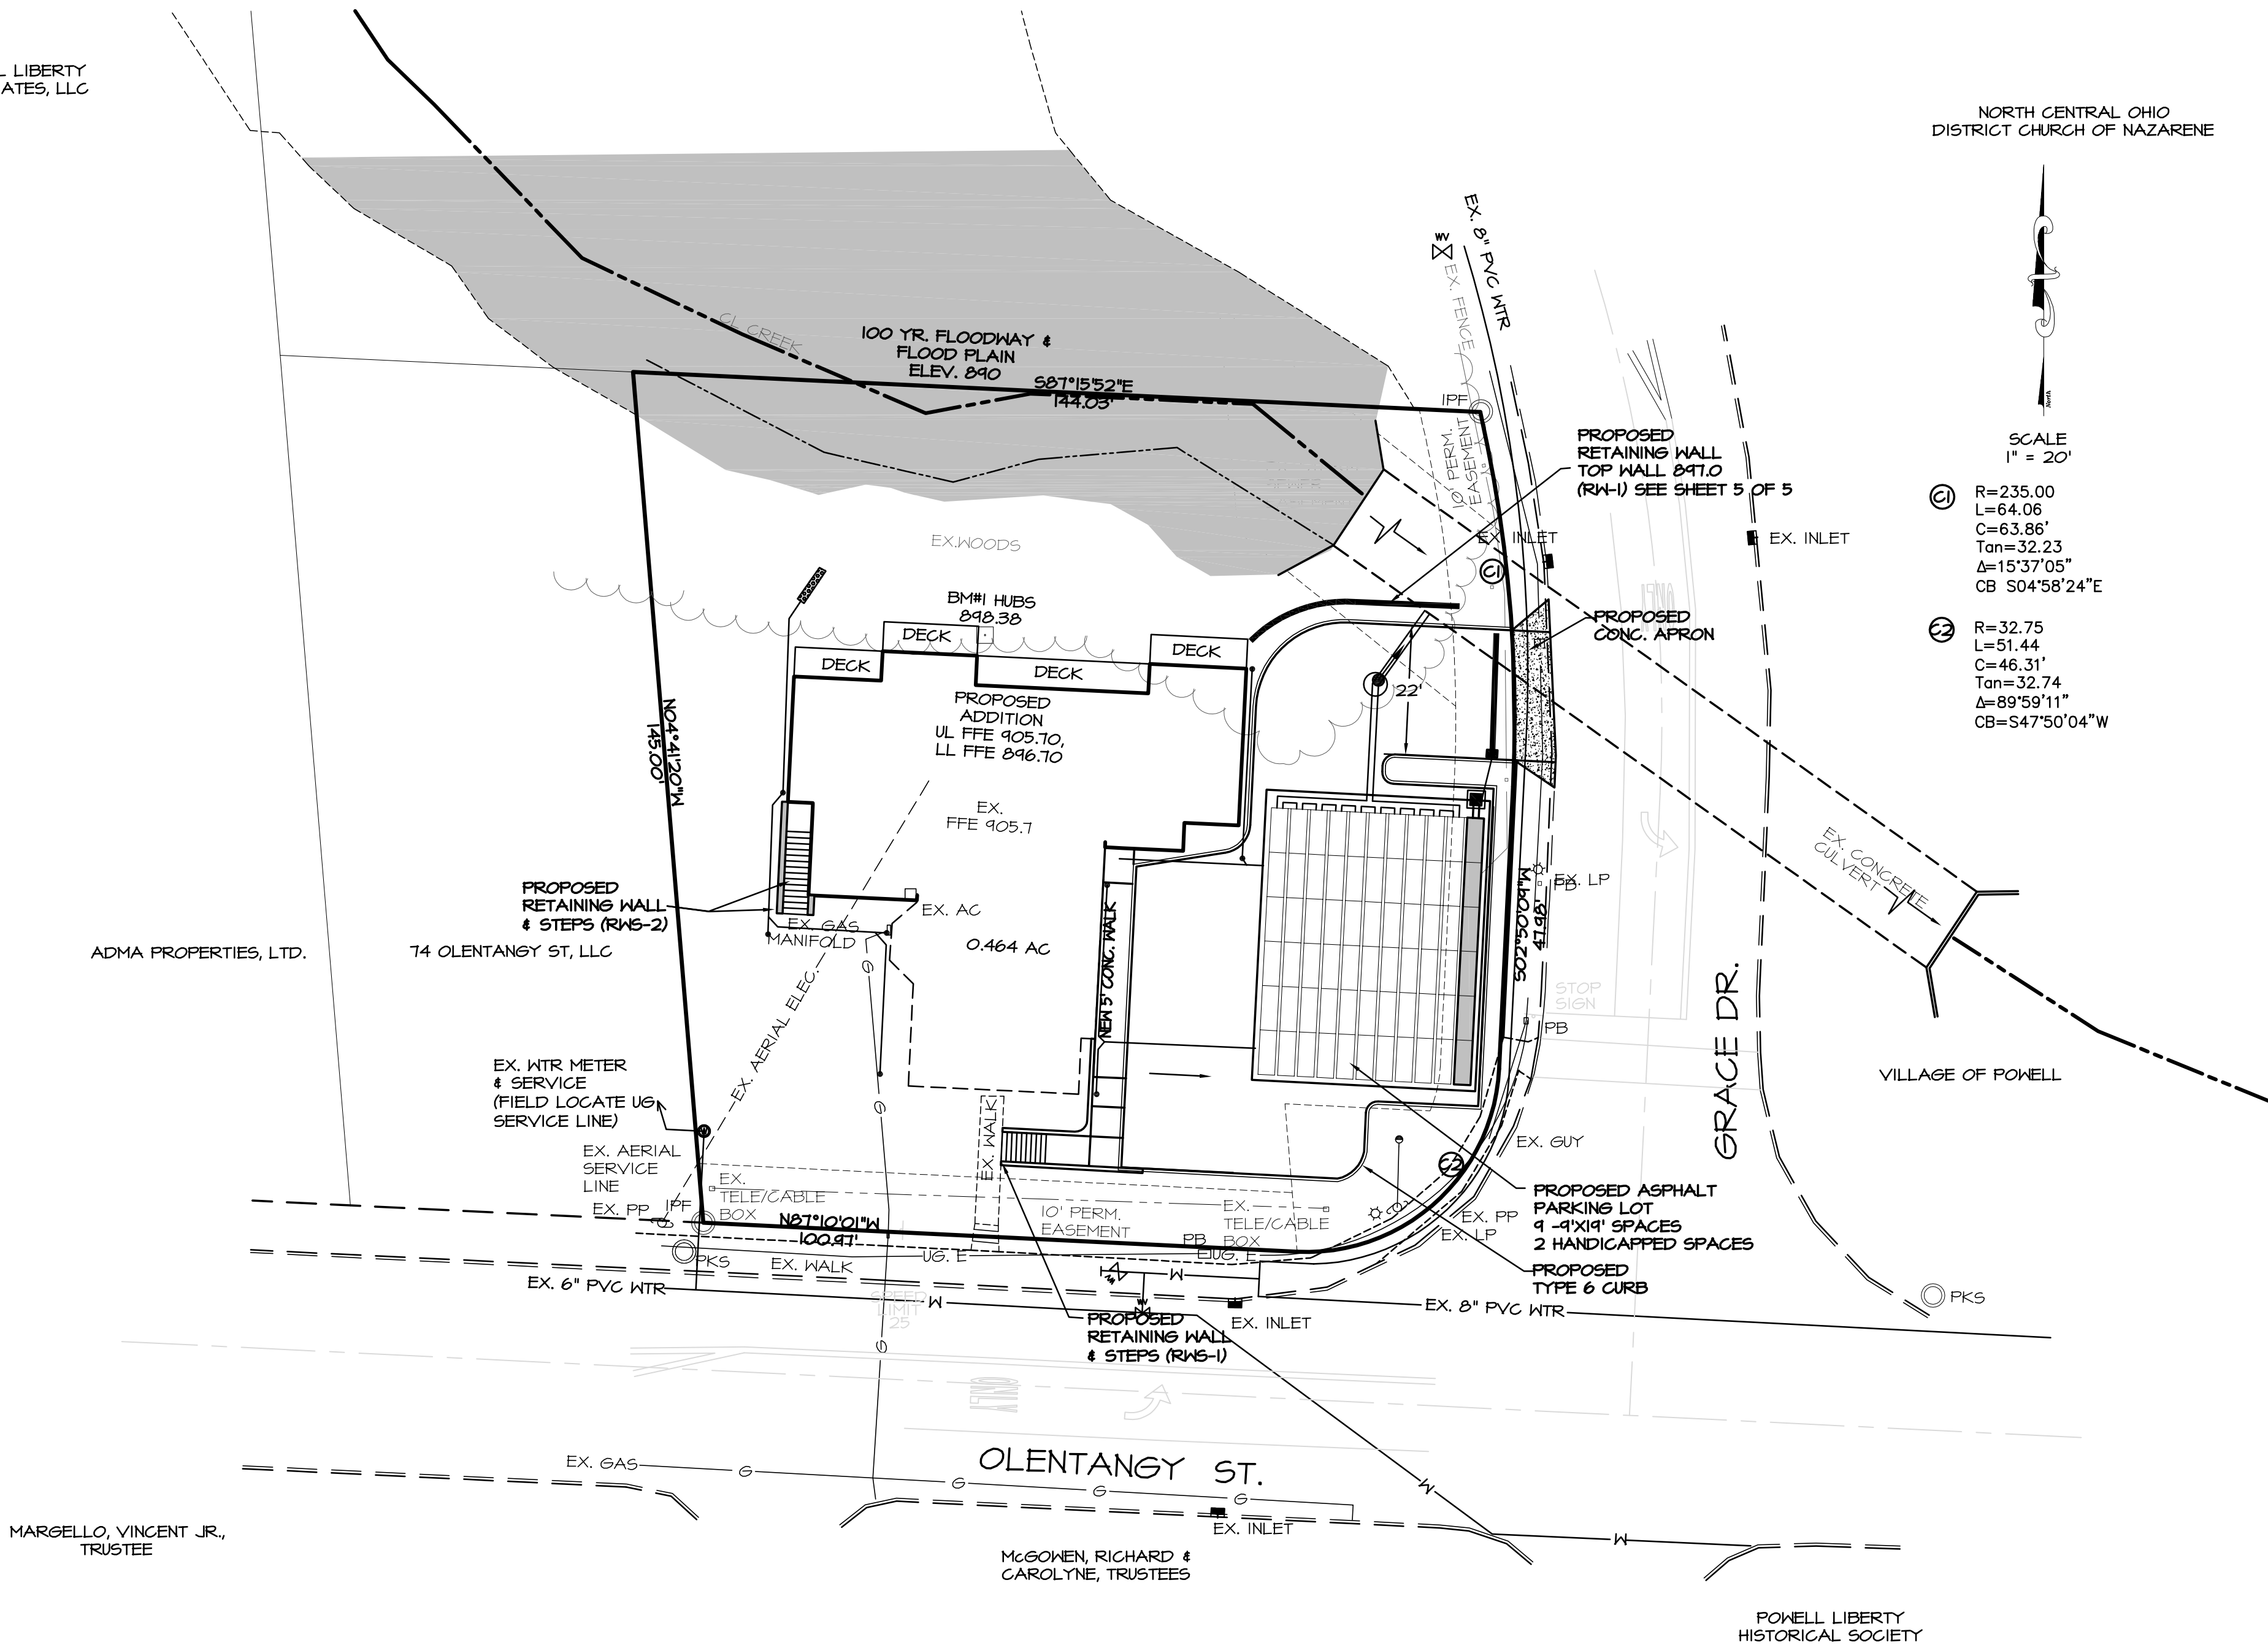 L LIBERTY
ATES, LLC
NORTH CENTRAL OHIO
DISTRICT CHURCH OF NAZARENE
North
SCALE
1" = 20'
C1
R=235.00
L=64.06
C=63.86'
Tan=32.23
Δ=15°37'05"
CB S04°58'24"E
C2
R=32.75
L=51.44
C=46.31'
Tan=32.74
Δ=89°59'11"
CB=S47°50'04"W
WV
EX. 8" PVC WTR
EX. FENCE
CL CREEK
100 YR. FLOODWAY &
FLOOD PLAIN
ELEV. 890
S87°15'52"E
144.03'
IPF
10' PERM.
EASEMENT
PROPOSED
RETAINING WALL
TOP WALL 897.0
(RW-1) SEE SHEET 5 OF 5
EX. INLET
EX. INLET
C1
EX.WOODS
SEWER
ONLY
BM#1 HUBS
898.38
DECK
DECK
DECK
DECK
PROPOSED
CONC. APRON
22'
PROPOSED
ADDITION
UL FFE 905.70,
LL FFE 896.70
N04°41'20"W
145.00'
EX.
FFE 905.7
EX. CONCRETE
CULVERT
PROPOSED
RETAINING WALL
& STEPS (RWS-2)
EX. AC
EX. GAS
MANIFOLD
EX. LP
PB
S02°50'09"W
47.98'
NEW 5' CONC. WALK
0.464 AC
ADMA PROPERTIES, LTD.
74 OLENTANGY ST, LLC
G
EX. AERIAL ELEC.
STOP
SIGN
PB
GRACE DR.
VILLAGE OF POWELL
EX. WTR METER
& SERVICE
(FIELD LOCATE UG
SERVICE LINE)
G
EX. WALK
EX. GUY
EX. AERIAL
SERVICE
LINE
C2
EX. PP
IPF
EX.
TELE/CABLE
BOX
N87°10'01"W
100.97'
10' PERM.
EASEMENT
EX.
TELE/CABLE
BOX
PB
EX. PP
EX. LP
PROPOSED ASPHALT
PARKING LOT
9 -9'X19' SPACES
2 HANDICAPPED SPACES
PROPOSED
TYPE 6 CURB
PKS
EX. WALK
UG. E
UG. E
W
EX. 6" PVC WTR
W
WV
EX. 8" PVC WTR
PKS
SPEED
LIMIT
25
PROPOSED
RETAINING WALL
& STEPS (RWS-1)
EX. INLET
G
ONLY
OLENTANGY ST.
EX. GAS
G
G
G
G
W
EX. INLET
W
MARGELLO, VINCENT JR.,
TRUSTEE
McGOWEN, RICHARD &
CAROLYNE, TRUSTEES
POWELL LIBERTY
HISTORICAL SOCIETY